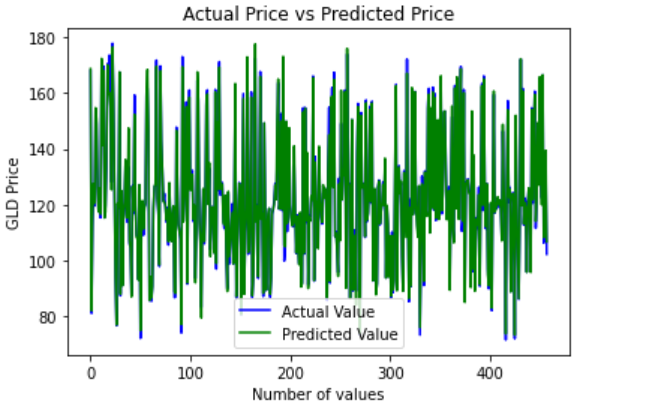 Actual Price vs Predicted Price
180
160
140
120
100
80
GLD Price
Actual Value
Predicted Value
0
100
200
300
400
Number of values